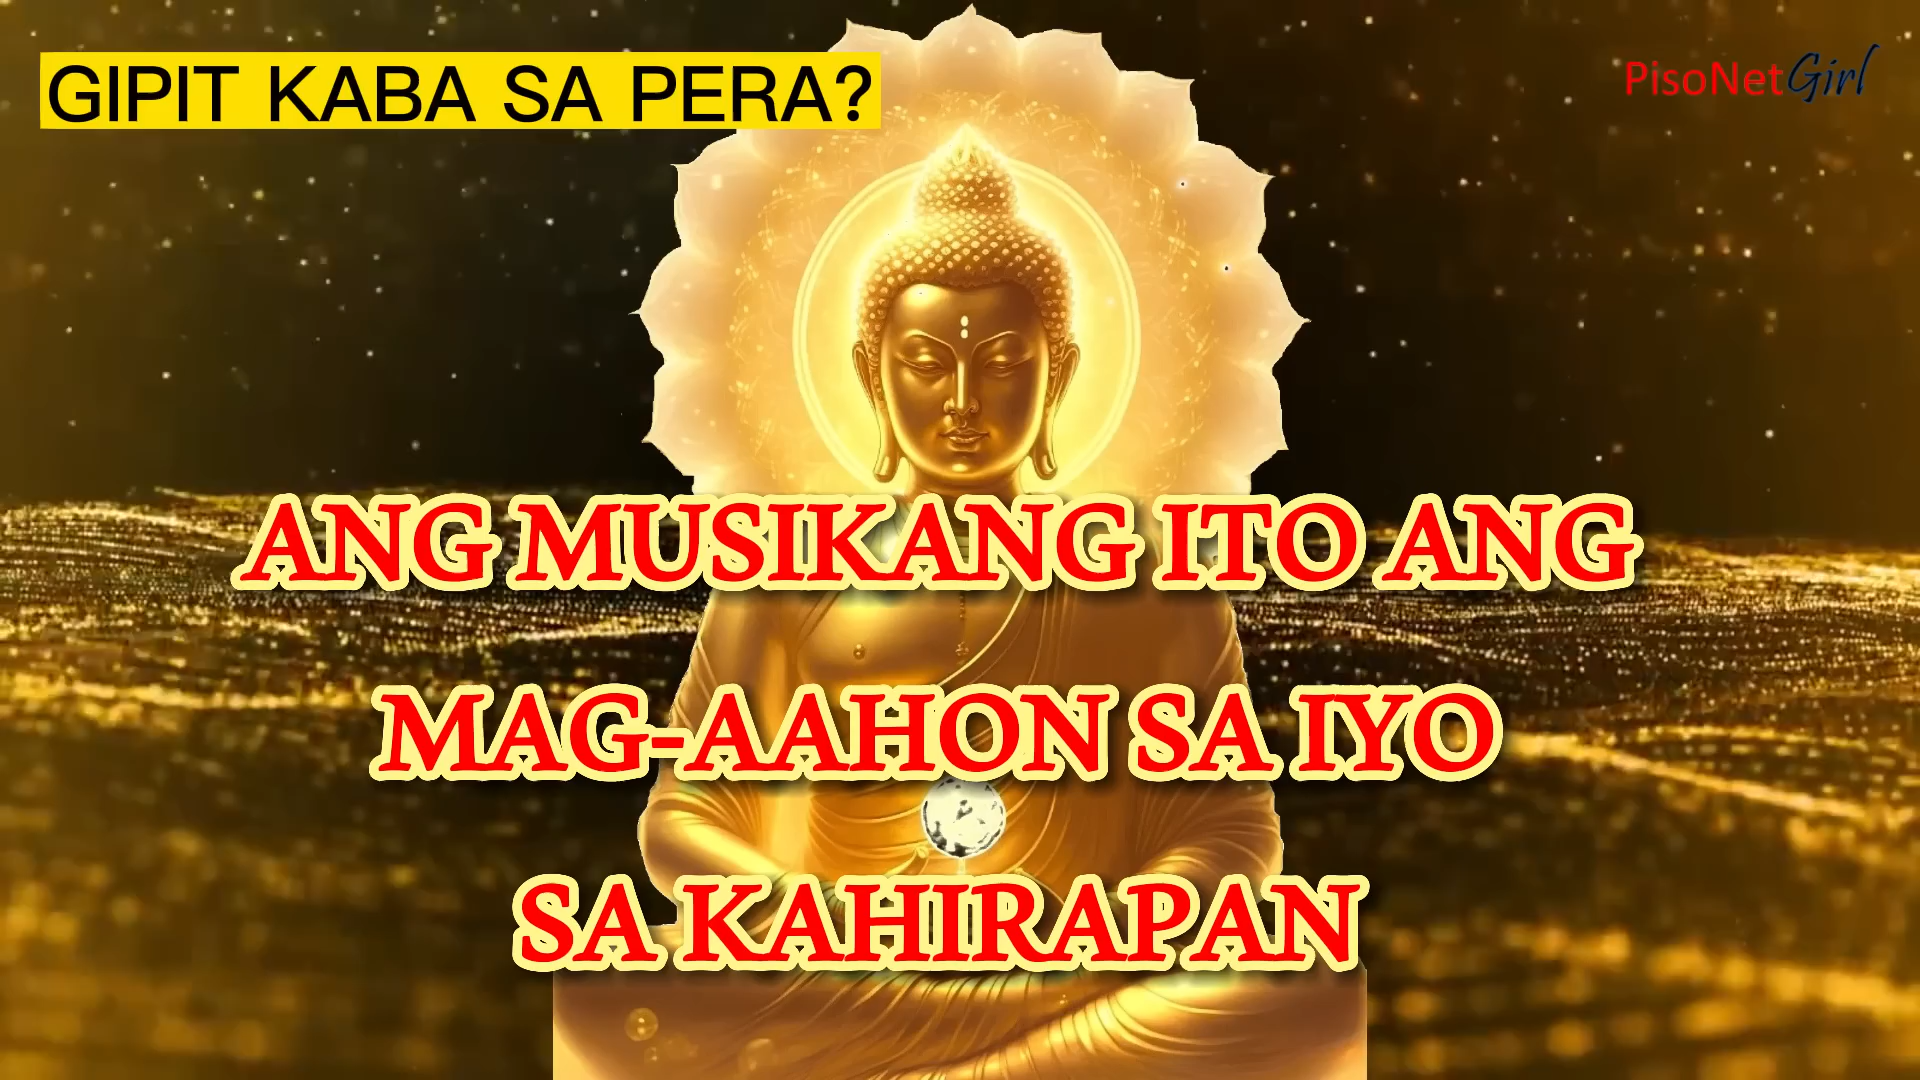 GIPIT KABA SA PERA?
PisoNetGirl
ANG MUSIKANG ITO ANG
MAG-AAHON SA IYO
SA KAHIRAPAN